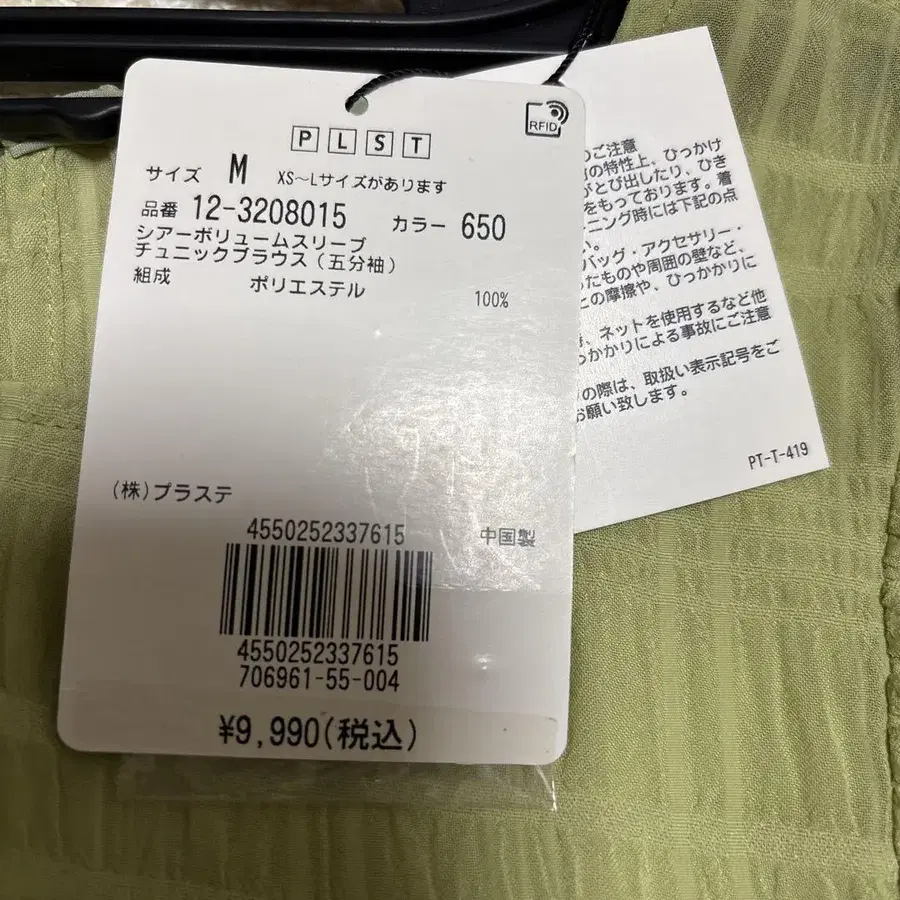 PLST
RFID
サイズ M XS～Lサイズがあります
品番 12-3208015 カラー 650
シアーボリュームスリーブ
チュニックブラウス(五分袖)
組成 ポリエステル 100%
(株)プラステ
4550252337615 中国製
4550252337615
706961-55-004
¥9,990(税込)
のご注意
の特性上、ひっかけ
がとび出したり、ひき
をもっております。着
ニング時には下記の点
い。
バッグ・アクセサリー・
たものや周囲の壁など、
との摩擦や、ひっかかりに
、ネットを使用するなど他
っかかりによる事故にご注意
の際は、取扱い表示記号をご
お願い致します。
PT-T-419